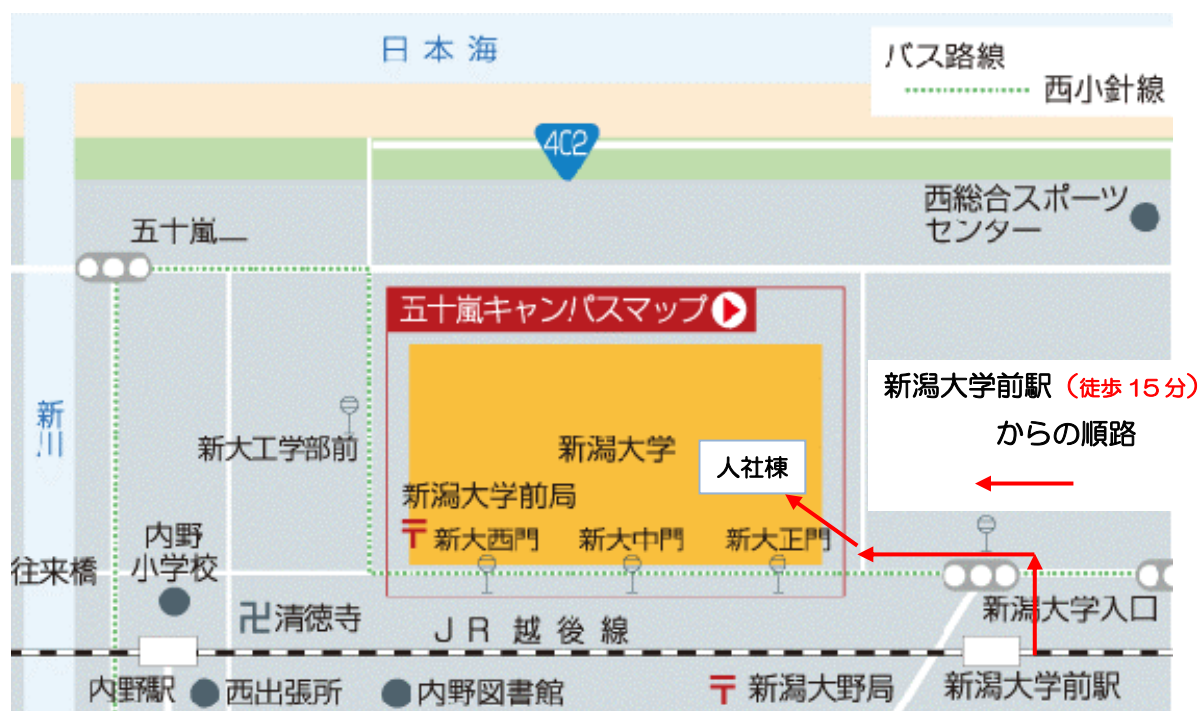 日本海
バス路線
西小針線
402
西総合スポーツ
センター
五十嵐二
五十嵐キャンパスマップ
新潟大学前駅（徒歩15分）
からの順路
新川
新大工学部前
新潟大学
人社棟
新潟大学前局
新大西門
新大中門
新大正門
内野
小学校
往来橋
清徳寺
JR越後線
新潟大学入口
内野駅
西出張所
内野図書館
新潟大野局
新潟大学前駅